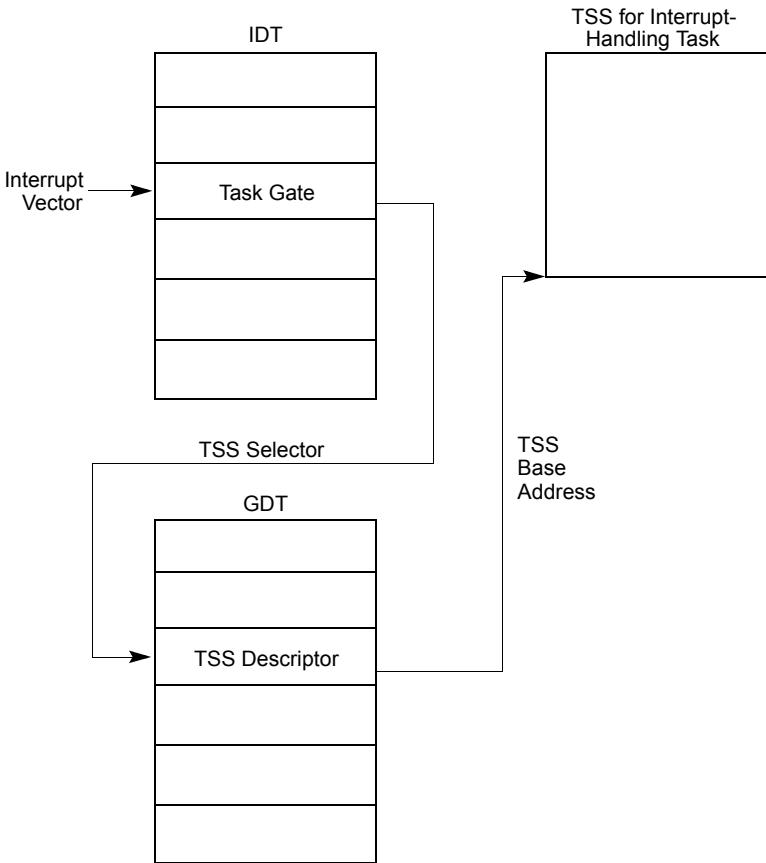 TSS for Interrupt-
Handling Task
IDT
Interrupt
Vector
Task Gate
TSS Selector
TSS
Base
Address
GDT
TSS Descriptor